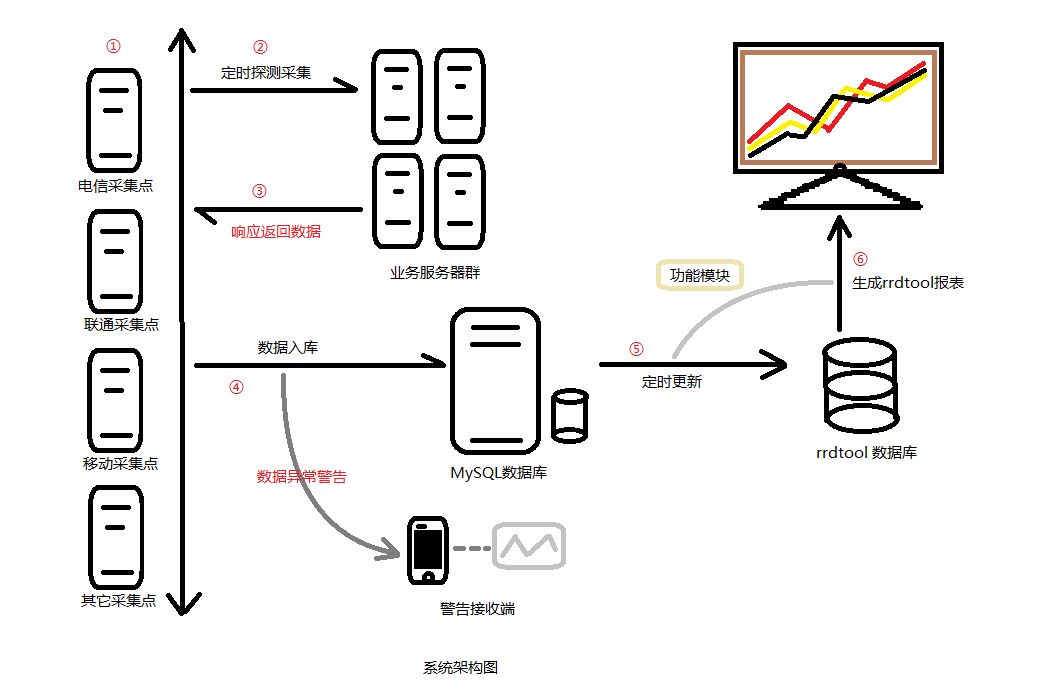 ①
②
定时探测采集
电信采集点
③
响应返回数据
业务服务器群
联通采集点
功能模块
⑥
生成rrdtool报表
数据入库
④
⑤
定时更新
移动采集点
数据异常警告
MySQL数据库
rrdtool 数据库
其它采集点
警告接收端
系统架构图